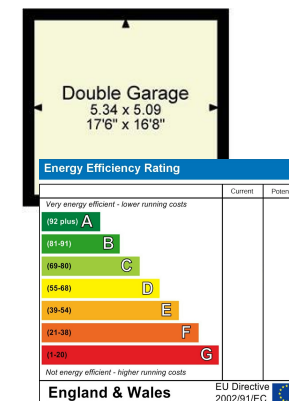 Double Garage
5.34 x 5.09
17'6" x 16'8"
Energy Efficiency Rating
Current
Very energy efficient - lower running costs
(92 plus) A
(81-91) B
(69-80) C
(55-68) D
(39-54) E
(21-38) F
(1-20) G
Not energy efficient - higher running costs
England & Wales
EU Directive
2002/91/EC